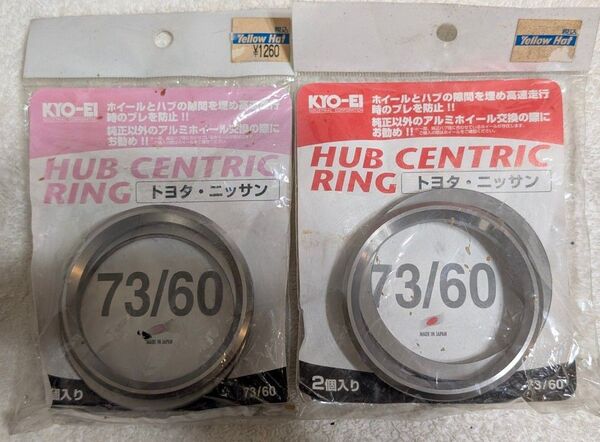 税込
Yellow Hat
¥1260
KYO-EI
ホイールとハブの隙間を埋め高速走行
時のブレを防止!!
純正以外のアルミホイール交換の際に
お勧め!!
HUB CENTRIC
RING
トヨタ・ニッサン
73/60
MADE IN JAPAN
個入り
73/60
税込
Yellow Hat
KYO-EI
INDUSTRIAL CORPORATION
ホイールとハブの隙間を埋め高速走行
時のブレを防止!!
純正以外のアルミホイール交換の際に
お勧め!!
HUB CENTRIC
RING
トヨタ・ニッサン
73/60
MADE IN JAPAN
2個入り
73/60